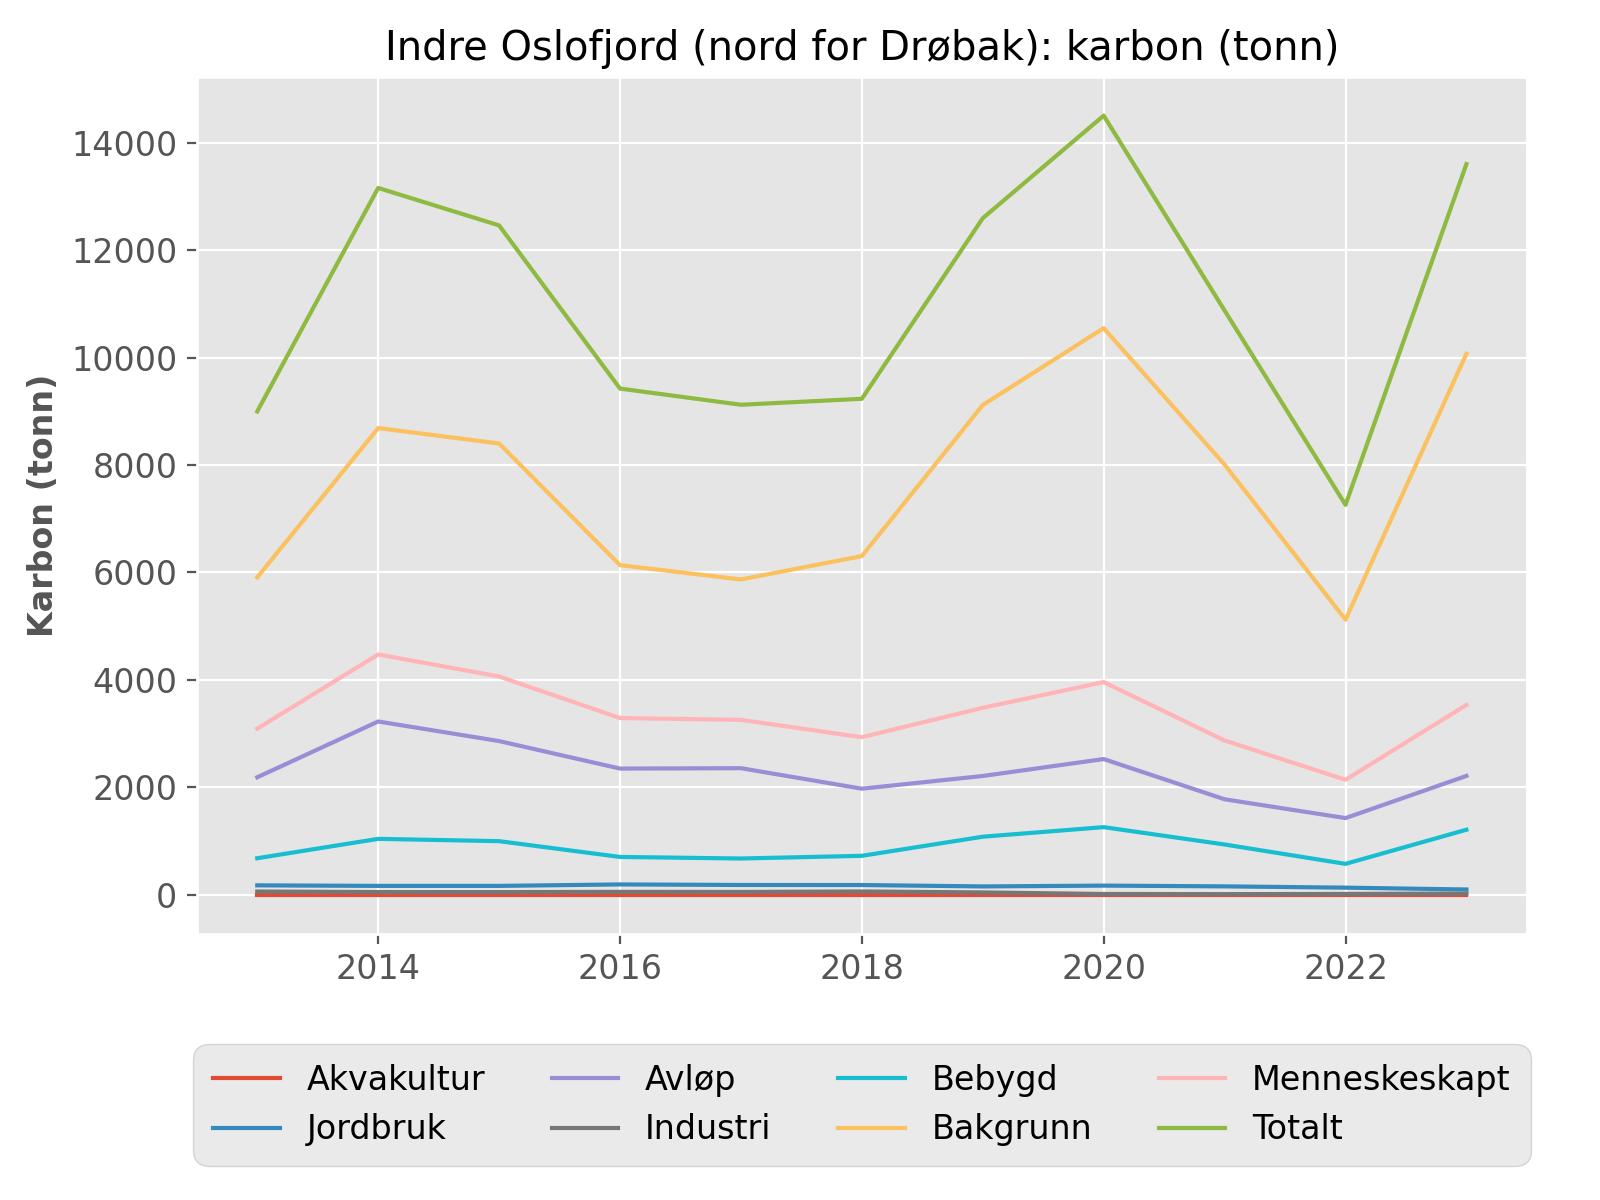 Indre Oslofjord (nord for Drøbak): karbon (tonn)
Karbon (tonn)
14000
12000
10000
8000
6000
4000
2000
0
2014 2016 2018 2020 2022
Akvakultur Avløp Bebygd Menneskeskapt
Jordbruk Industri Bakgrunn Totalt